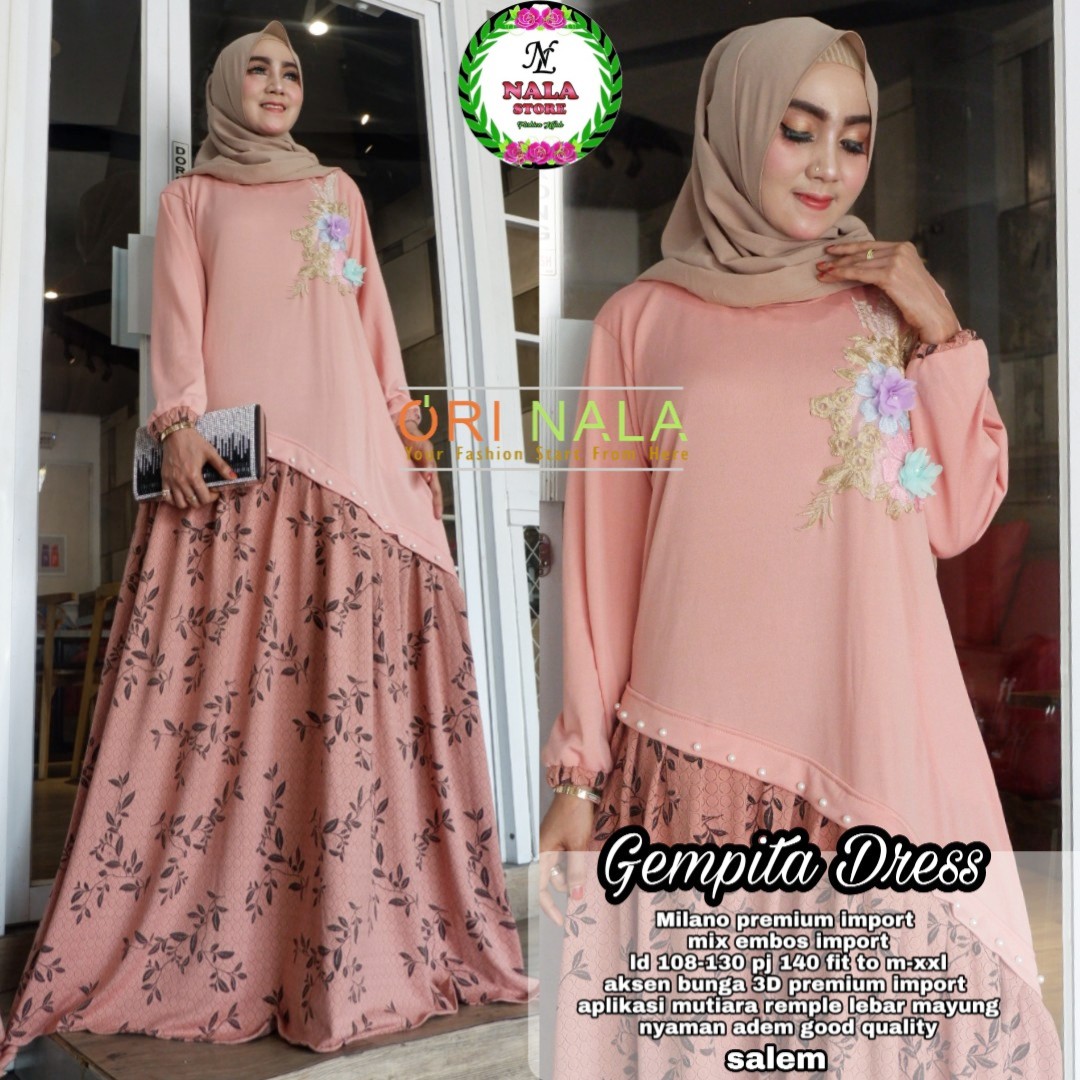 NL
NALA
STORE
DOR
ORI NALA
Your Fashion Start From Here
Gempita Dress
Milano premium import
mix embos import
ld 108-130 pj 140 fit to m-xxl
aksen bunga 3D premium import
aplikasi mutiara remple lebar mayung
nyaman adem good quality
salem